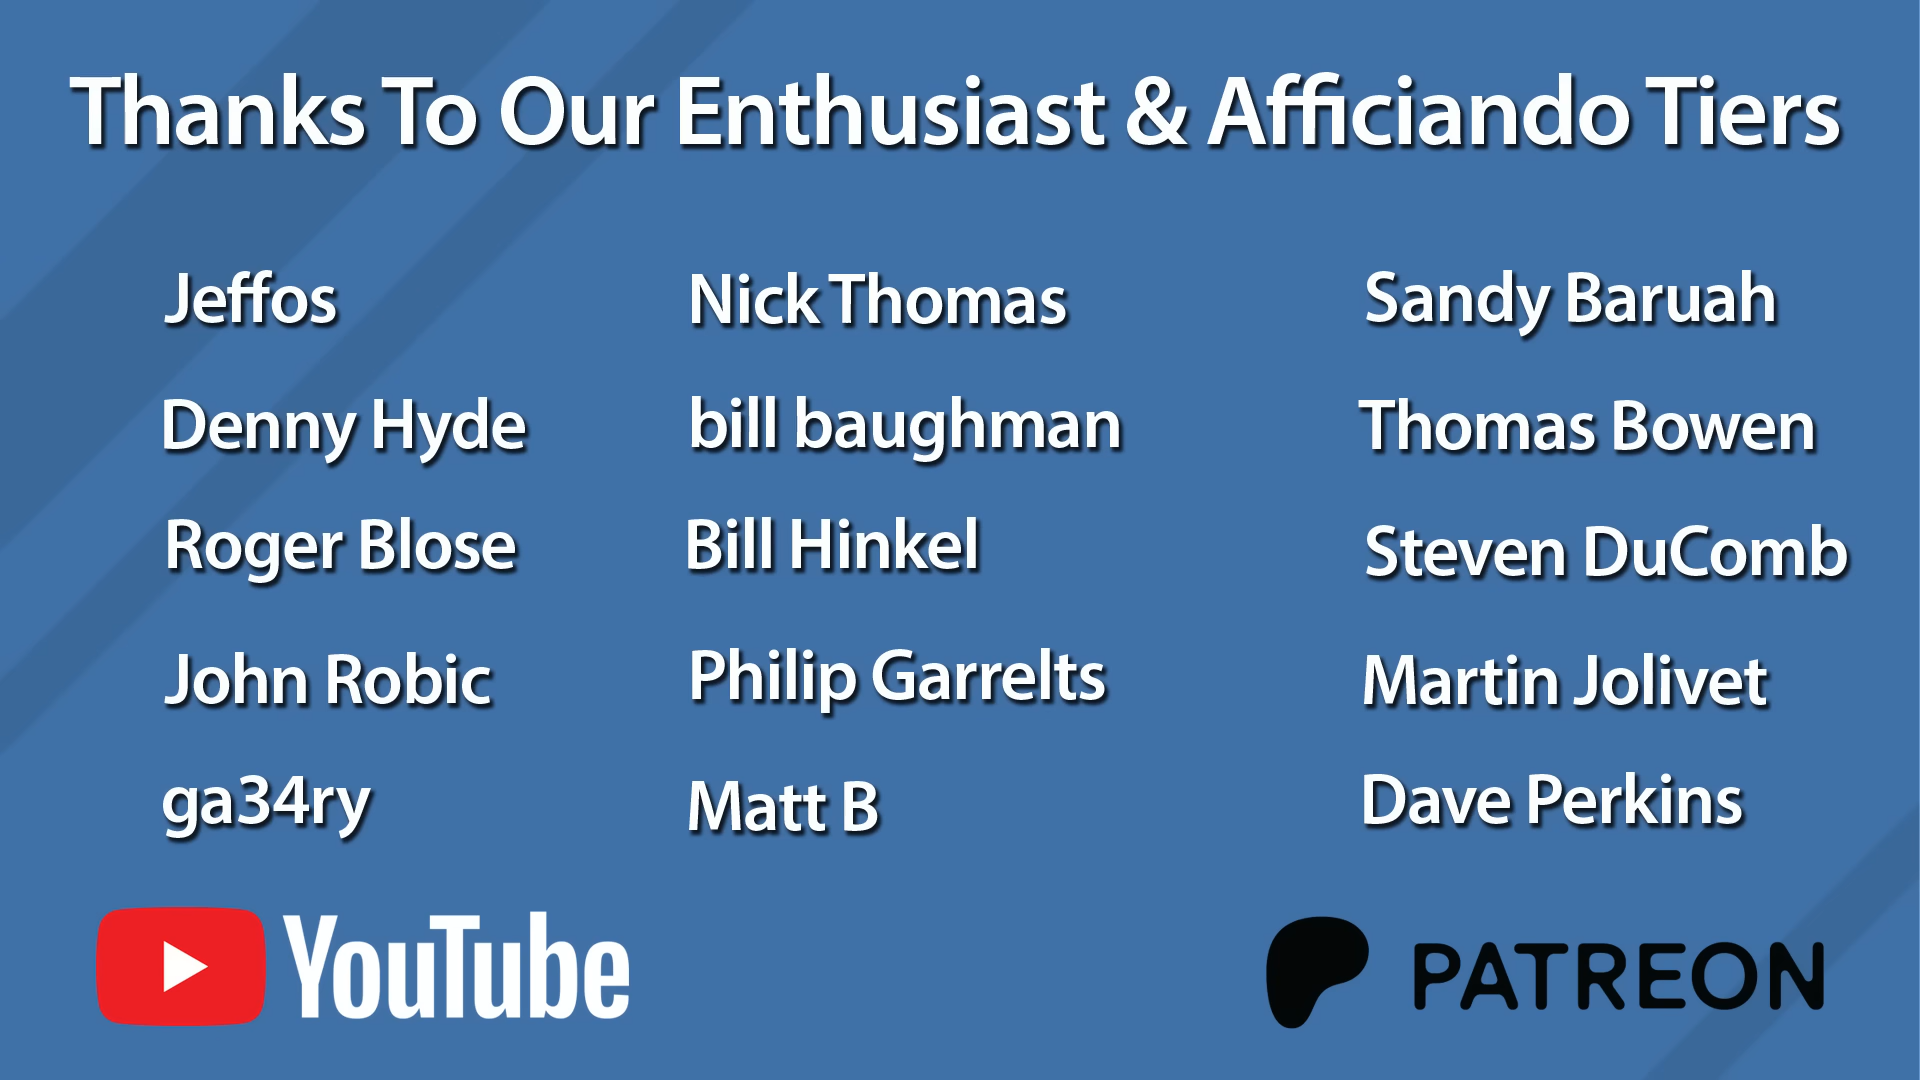 Thanks To Our Enthusiast & Afficiando Tiers
Jeffos
Nick Thomas
Sandy Baruah
Denny Hyde
bill baughman
Thomas Bowen
Roger Blose
Bill Hinkel
Steven DuComb
John Robic
Philip Garrelts
Martin Jolivet
ga34ry
Matt B
Dave Perkins
YouTube
PATREON